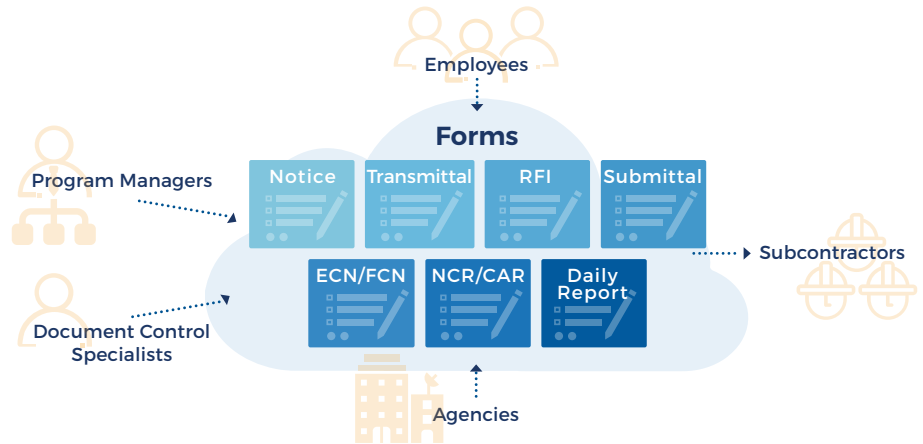 Employees
Forms
Notice
Transmittal
RFI
Submittal
Program Managers
Subcontractors
ECN/FCN
NCR/CAR
Daily
Report
Document Control
Specialists
Agencies